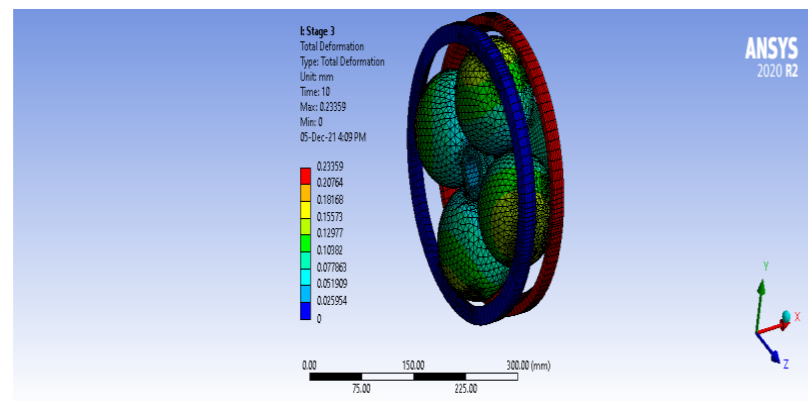 I: Stage 3
Total Deformation
Type: Total Deformation
Unit: mm
Time: 10
Max: 0.23359
Min: 0
05-Dec-21 4:09 PM
0.23359
0.20764
0.18168
0.15573
0.12977
0.10382
0.077863
0.051909
0.025954
0
ANSYS
2020 R2
Y
X
Z
0.00 150.00 300.00 (mm)
75.00 225.00